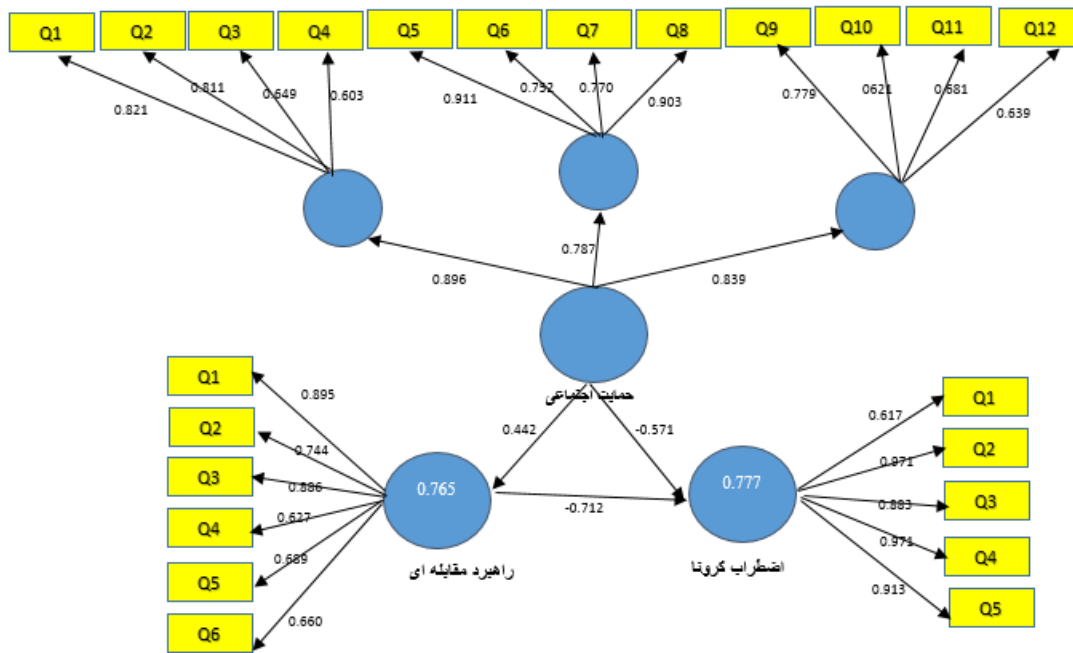 Q1 Q2 Q3 Q4 Q5 Q6 Q7 Q8 Q9 Q10 Q11 Q12
0.821 0.811 0.649 0.603 0.911 0.732 0.770 0.903 0.779 0621 0.681 0.639
0.896 0.787 0.839
حمایت اجتماعی
0.442 -0.571
Q1 0.895
Q2 0.744
Q3 0.886
Q4 0.627
Q5 0.689
Q6 0.660
0.765
-0.712
0.777
راهبرد مقابله ای
اضطراب کرونا
0.617 Q1
0.971 Q2
0.883 Q3
0.971 Q4
0.913 Q5